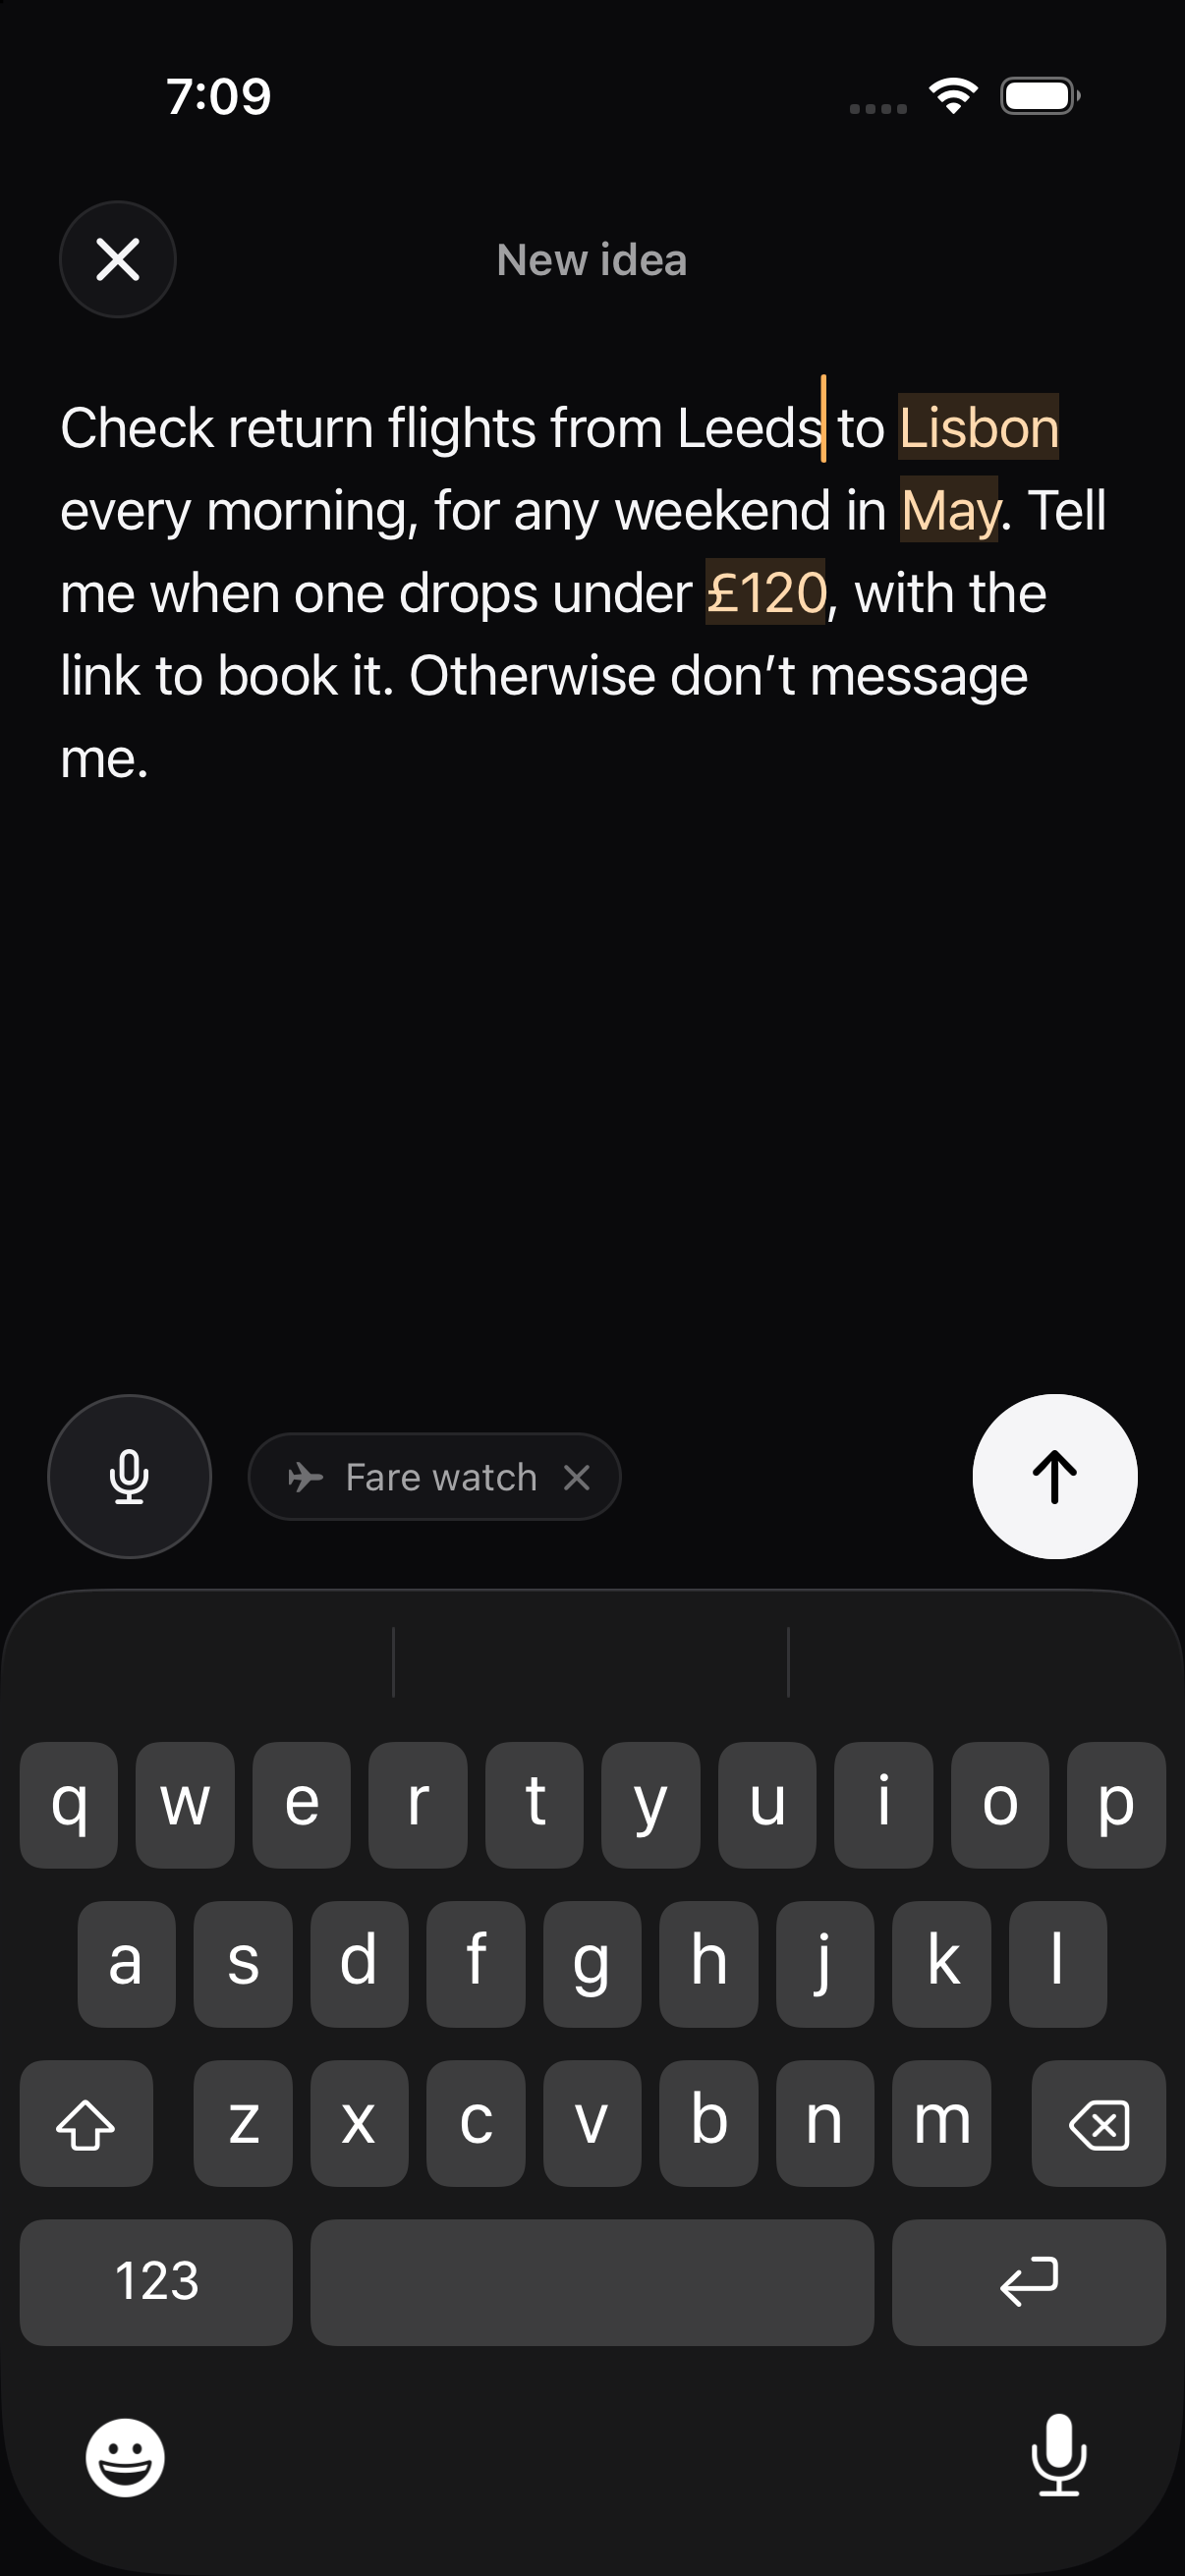 7:09
New idea
Check return flights from Leeds to Lisbon
every morning, for any weekend in May. Tell
me when one drops under £120, with the
link to book it. Otherwise don’t message
me.
Fare watch
q w e r t y u i o p
a s d f g h j k l
z x c v b n m
123